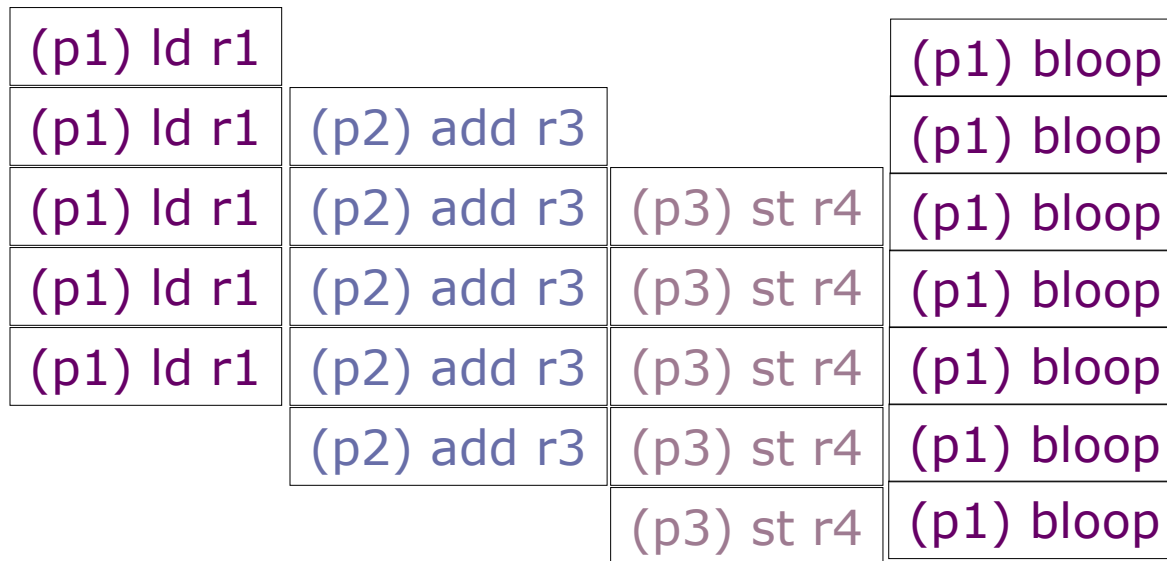 (p1) ld r1 (p1) bloop
(p1) ld r1 (p2) add r3 (p1) bloop
(p1) ld r1 (p2) add r3 (p3) st r4 (p1) bloop
(p1) ld r1 (p2) add r3 (p3) st r4 (p1) bloop
(p1) ld r1 (p2) add r3 (p3) st r4 (p1) bloop
(p2) add r3 (p3) st r4 (p1) bloop
(p3) st r4 (p1) bloop